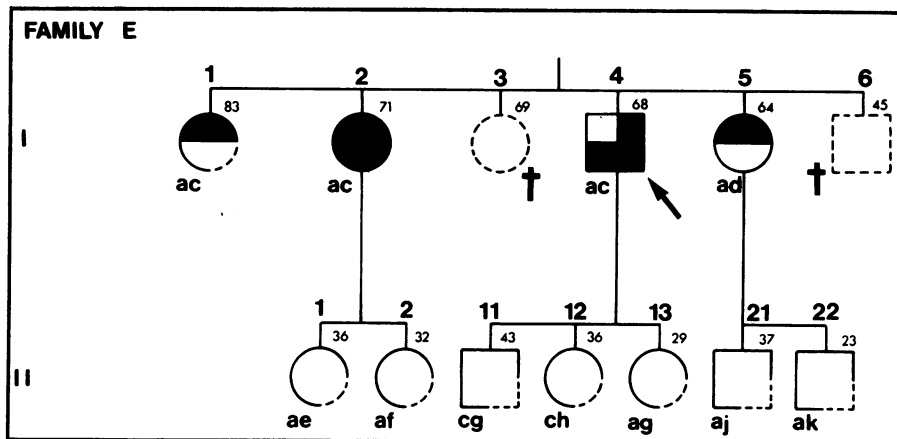 FAMILY E
1 2 3 4 5 6
83 71 69 68 64 45
I
† †
ac ac ac ad
1 2 11 12 13 21 22
36 32 43 36 29 37 23
II
ae af cg ch ag aj ak